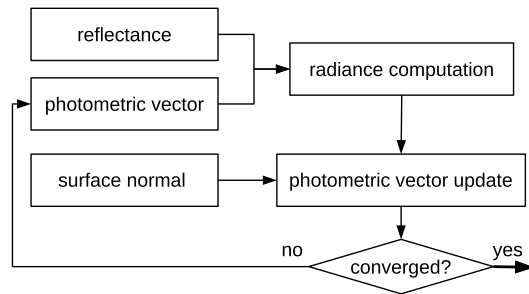 reflectance
radiance computation
photometric vector
surface normal
photometric vector update
no
yes
converged?